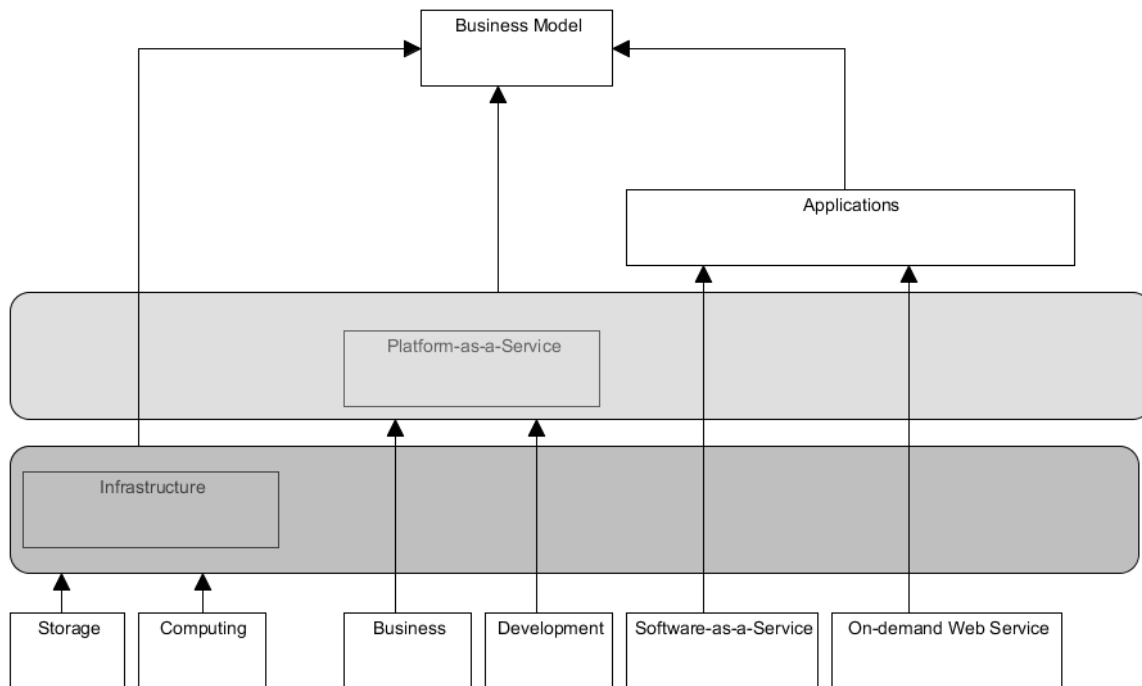 Business Model
Applications
Platform-as-a-Service
Infrastructure
Storage
Computing
Business
Development
Software-as-a-Service
On-demand Web Service